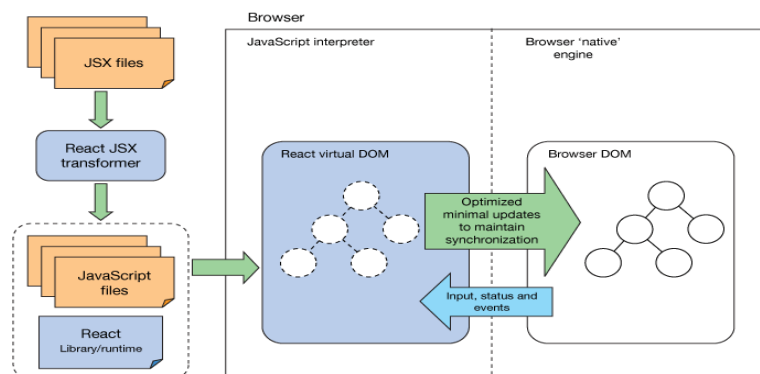 Browser
JavaScript interpreter
Browser ‘native’
engine
JSX files
React JSX
transformer
JavaScript
files
React
Library/runtime
React virtual DOM
Optimized
minimal updates
to maintain
synchronization
Input, status and
events
Browser DOM